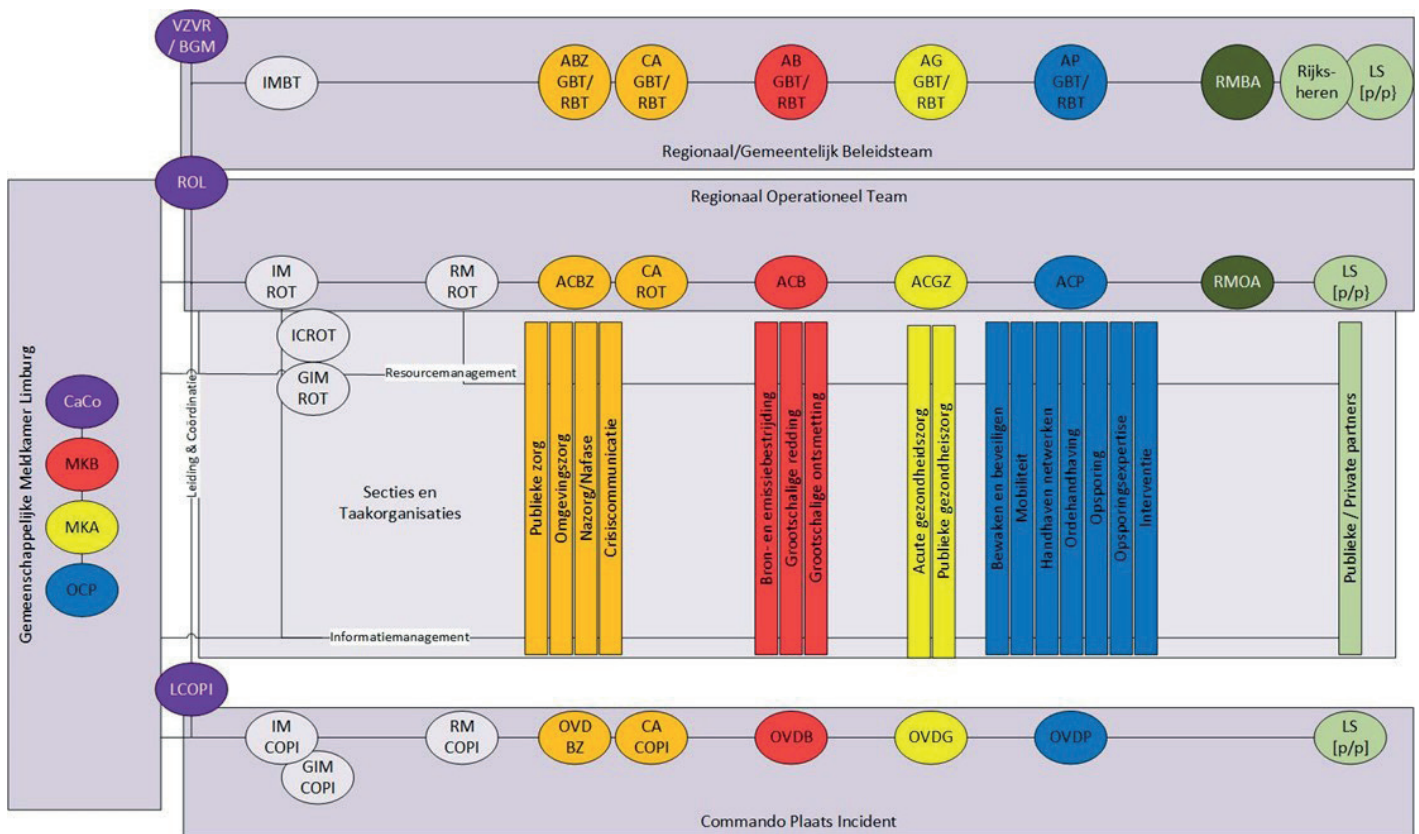 VZVR
/ BGM
IMBT
ABZ
GBT/
RBT
CA
GBT/
RBT
AB
GBT/
RBT
AG
GBT/
RBT
AP
GBT/
RBT
RMBA
Rijks-
heren
LS
[p/p}
Regionaal/Gemeentelijk Beleidsteam
ROL
Regionaal Operationeel Team
IM
ROT
RM
ROT
ACBZ
CA
ROT
ACB
ACGZ
ACP
RMOA
LS
[p/p}
ICROT
GIM
ROT
Resourcemanagement
Gemeenschappelijke Meldkamer Limburg
CaCo
MKB
MKA
OCP
Leiding & Coördinatie
Secties en
Taakorganisaties
Publieke zorg
Omgevingszorg
Nazorg/Nafase
Crisiscommunicatie
Bron- en emissiebestrijding
Grootschalige redding
Grootschalige ontsmetting
Acute gezondheidszorg
Publieke gezondheiszorg
Bewaken en beveiligen
Mobiliteit
Handhaven netwerken
Ordehandhaving
Opsporing
Opsporingsexpertise
Interventie
Publieke / Private partners
Informatiemanagement
LCOPI
IM
COPI
GIM
COPI
RM
COPI
OVD
BZ
CA
COPI
OVDB
OVDG
OVDP
LS
[p/p]
Commando Plaats Incident